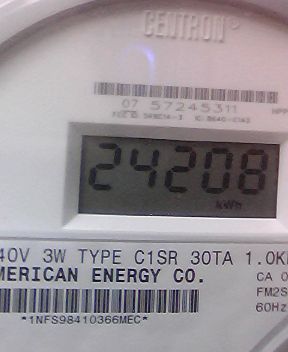 CENTRON®
07 57245311
24208
kWh
40V 3W TYPE C1SR 30TA 1.0K
MERICAN ENERGY CO.
CA 0
FM2S
60Hz
*1NFS98410366MEC*